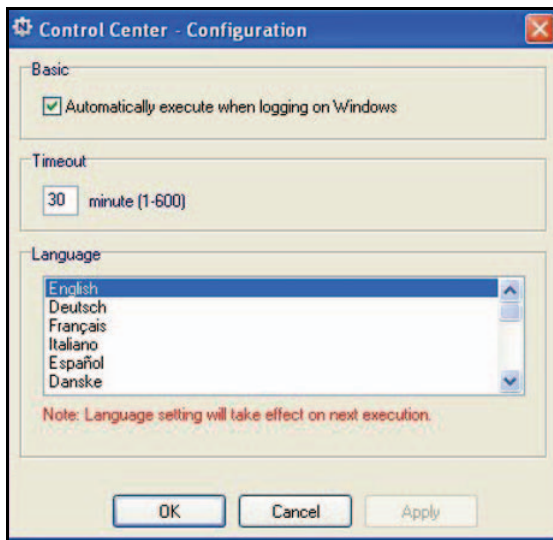 Control Center - Configuration
Basic
Automatically execute when logging on Windows
Timeout
30 minute (1-600)
Language
English
Deutsch
Français
Italiano
Español
Danske
Note: Language setting will take effect on next execution.
OK Cancel Apply